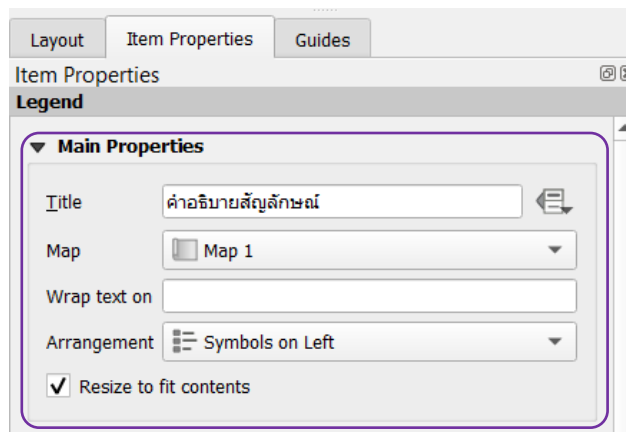 Layout Item Properties Guides
Item Properties
Legend
Main Properties
Title คำอธิบายสัญลักษณ์
Map Map 1
Wrap text on
Arrangement Symbols on Left
Resize to fit contents